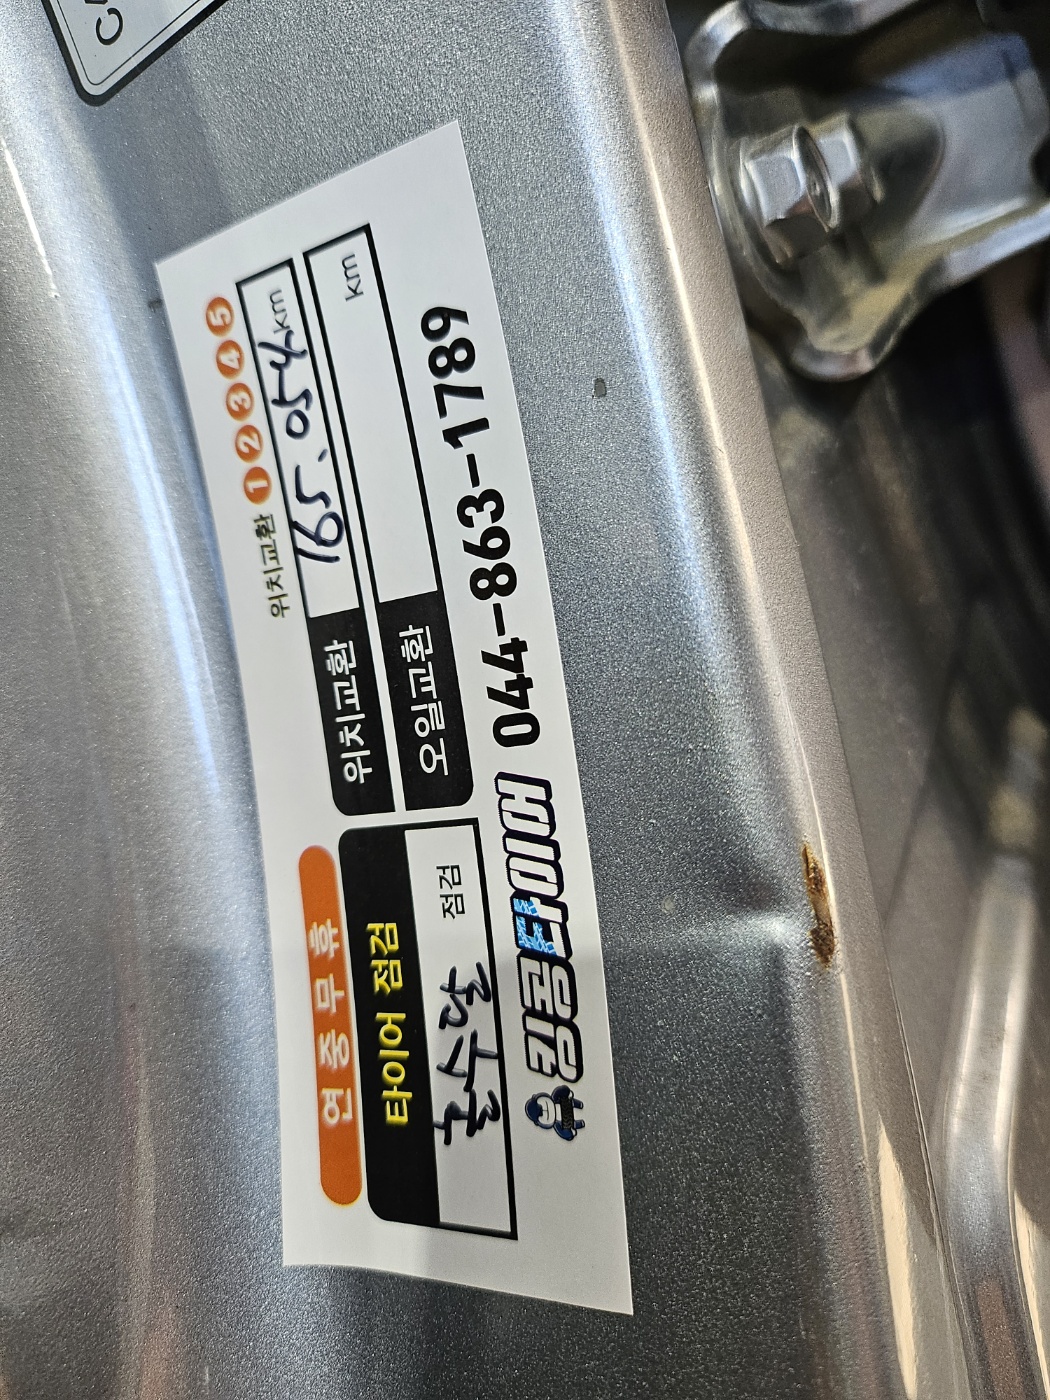 연중무휴
위치교환 1 2 3 4 5
타이어 점검
점검
위치교환 165.054km
오일교환 km
킹콩타이어 044-863-1789